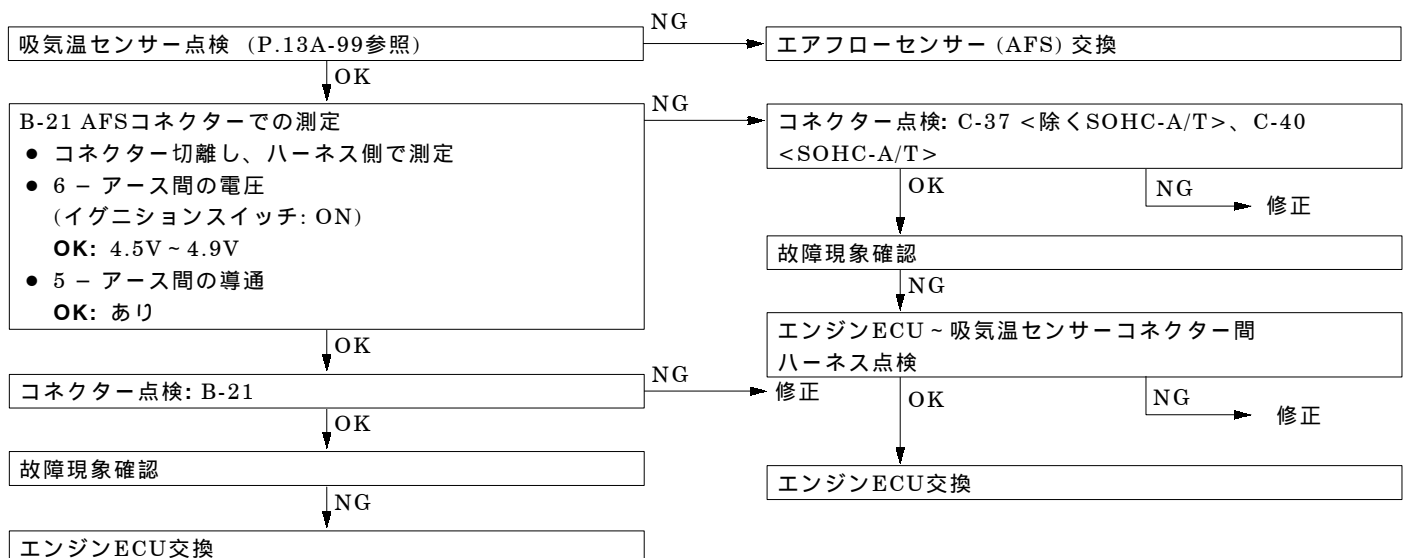 吸気温センサー点検 (P.13A-99参照)
NG
エアフローセンサー (AFS) 交換
OK
B-21 AFSコネクターでの測定
● コネクター切離し、ハーネス側で測定
● 6 – アース間の電圧
(イグニションスイッチ: ON)
OK: 4.5V ~ 4.9V
● 5 – アース間の導通
OK: あり
NG
コネクター点検: C-37 <除くSOHC-A/T>、C-40
<SOHC-A/T>
OK
NG
修正
故障現象確認
NG
エンジンECU ~ 吸気温センサーコネクター間
ハーネス点検
OK
NG
修正
エンジンECU交換
OK
コネクター点検: B-21
NG
修正
OK
故障現象確認
NG
エンジンECU交換